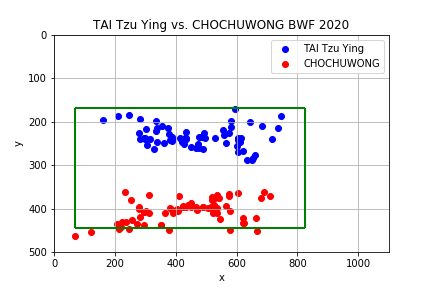 TAI Tzu Ying vs. CHOCHUWONG BWF 2020
0
100
200
300
400
500
y
TAI Tzu Ying
CHOCHUWONG
0 200 400 600 800 1000
x